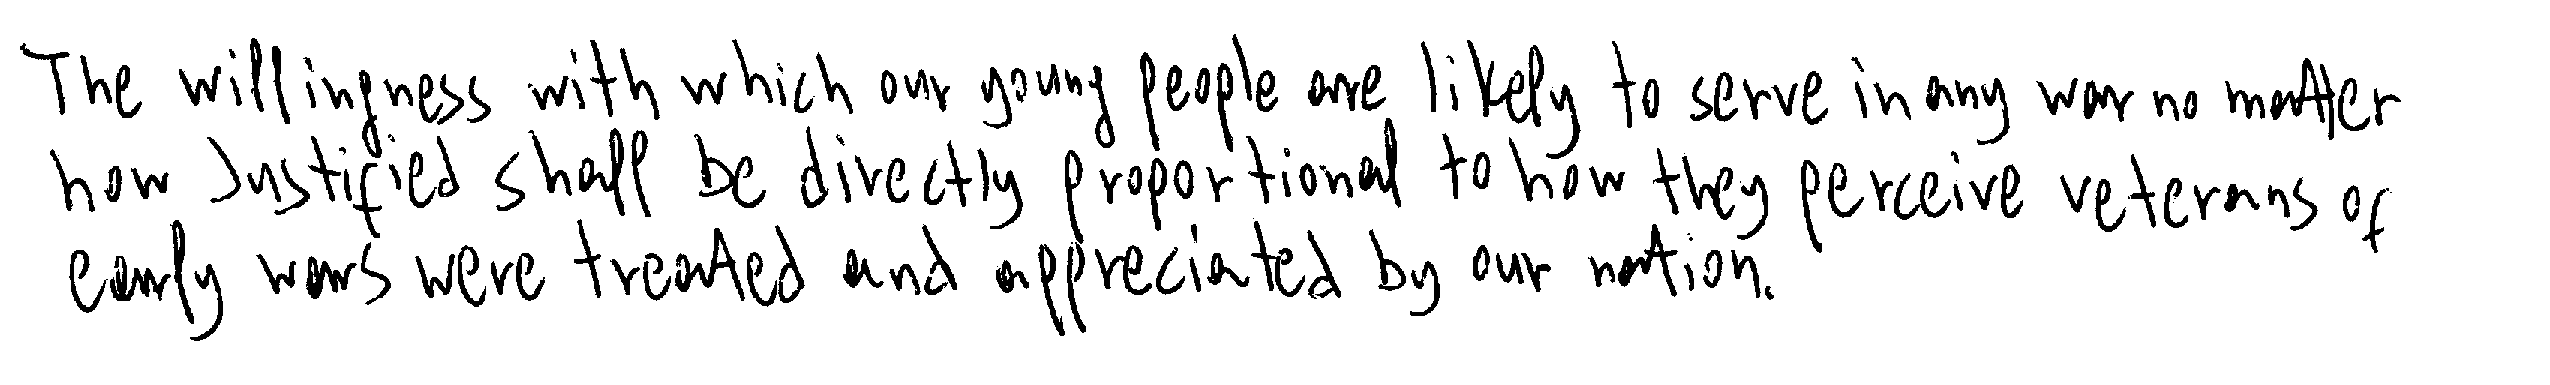 The willingness with which our young people are likely to serve in any war no matter
how Justified shall be directly proportional to how they perceive veterans of
early wars were treated and appreciated by our nation.